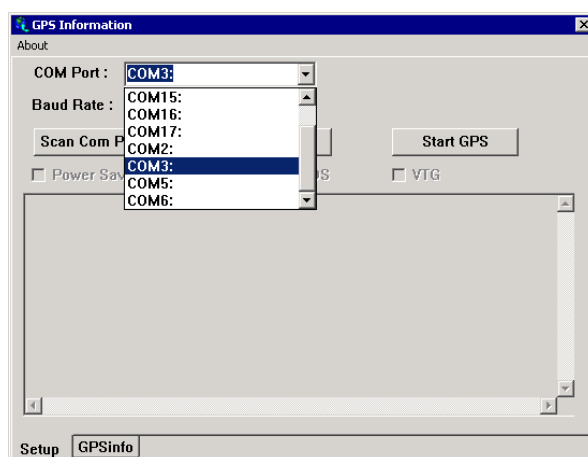 GPS Information
About
COM Port : COM3:
Baud Rate :
COM15:
COM16:
COM17:
COM2:
COM3:
COM5:
COM6:
Scan Com P
Start GPS
Power Sav
VTG
Setup GPSinfo